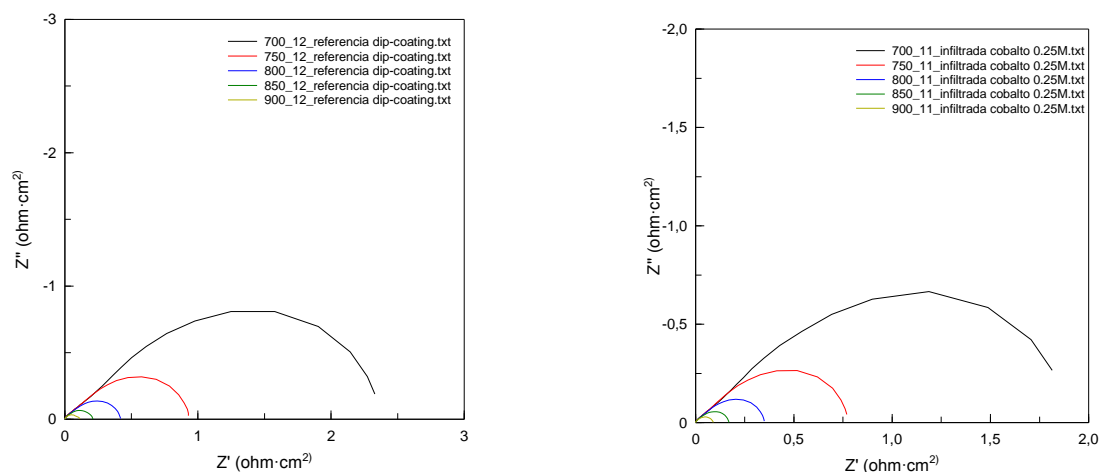 -3
-2
-1
0
0
1
2
3
Z'' (ohm·cm2)
Z' (ohm·cm2)
700_12_referencia dip-coating.txt
750_12_referencia dip-coating.txt
800_12_referencia dip-coating.txt
850_12_referencia dip-coating.txt
900_12_referencia dip-coating.txt
-2,0
-1,5
-1,0
-0,5
0
0
0,5
1,0
1,5
2,0
Z'' (ohm·cm2)
Z' (ohm·cm2)
700_11_infiltrada cobalto 0.25M.txt
750_11_infiltrada cobalto 0.25M.txt
800_11_infiltrada cobalto 0.25M.txt
850_11_infiltrada cobalto 0.25M.txt
900_11_infiltrada cobalto 0.25M.txt